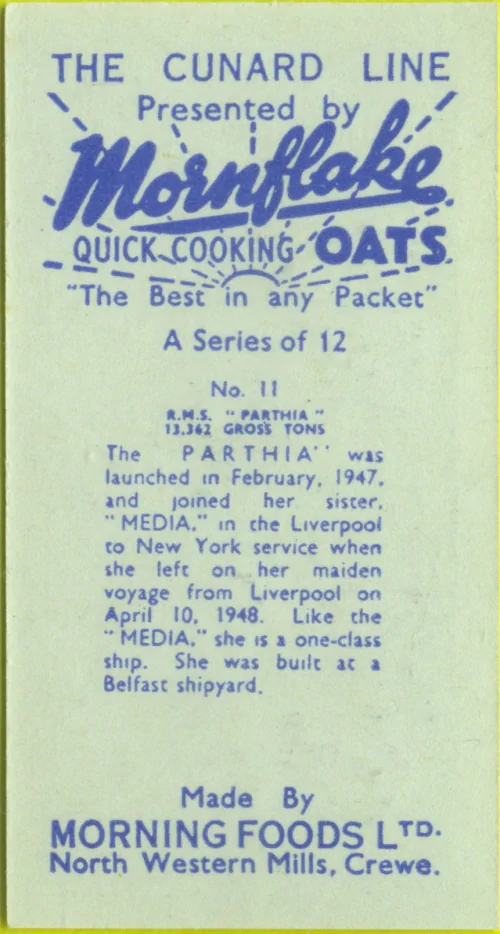 THE CUNARD LINE
Presented by
Mornflake
QUICK COOKING OATS
"The Best in any Packet"
A Series of 12
No. 11
R.M.S. "PARTHIA"
13,362 GROSS TONS
The PARTHIA'' was
launched in February, 1947,
and joined her sister,
"MEDIA," in the Liverpool
to New York service when
she left on her maiden
voyage from Liverpool on
April 10, 1948. Like the
"MEDIA," she is a one-class
ship. She was built at a
Belfast shipyard.
Made By
MORNING FOODS LTD.
North Western Mills, Crewe.